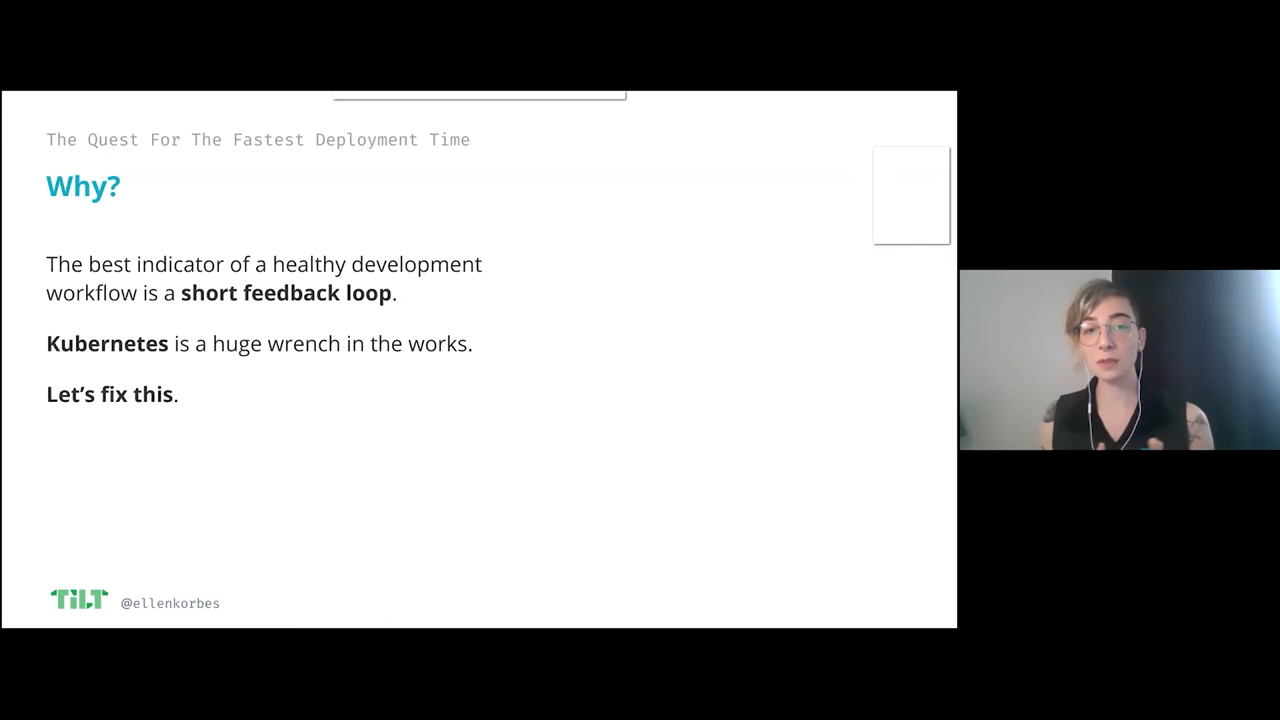 The Quest For The Fastest Deployment Time
Why?
The best indicator of a healthy development
workflow is a short feedback loop.
Kubernetes is a huge wrench in the works.
Let’s fix this.
TILT @ellenkorbes